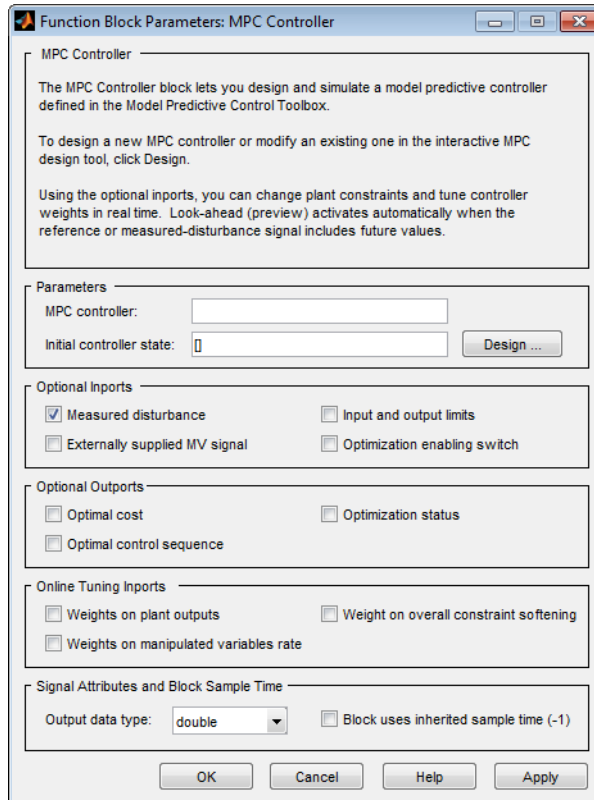 Function Block Parameters: MPC Controller
MPC Controller
The MPC Controller block lets you design and simulate a model predictive controller
defined in the Model Predictive Control Toolbox.
To design a new MPC controller or modify an existing one in the interactive MPC
design tool, click Design.
Using the optional inports, you can change plant constraints and tune controller
weights in real time. Look-ahead (preview) activates automatically when the
reference or measured-disturbance signal includes future values.
Parameters
MPC controller:
Initial controller state: [] Design ...
Optional Inports
Measured disturbance Input and output limits
Externally supplied MV signal Optimization enabling switch
Optional Outports
Optimal cost Optimization status
Optimal control sequence
Online Tuning Inports
Weights on plant outputs Weight on overall constraint softening
Weights on manipulated variables rate
Signal Attributes and Block Sample Time
Output data type: double Block uses inherited sample time (-1)
OK Cancel Help Apply